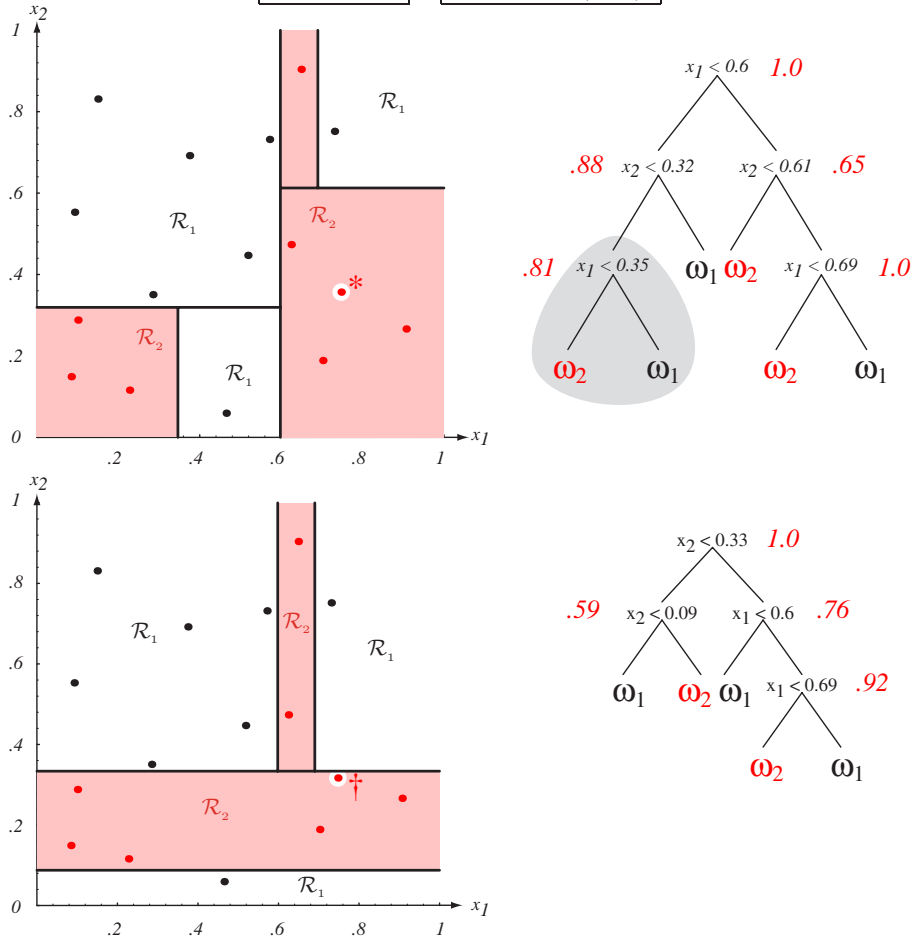 x2
1
.8
.6
.4
.2
0
.2 .4 .6 .8 1 x1
R1
R1
R2
R2
R1
*
x1 < 0.6 1.0
.88 x2 < 0.32 x2 < 0.61 .65
.81 x1 < 0.35 ω1 ω2 x1 < 0.69 1.0
ω2 ω1 ω2 ω1
x2
1
.8
.6
.4
.2
0
.2 .4 .6 .8 1 x1
R1
R2
R1
†
R2
R1
x2 < 0.33 1.0
.59 x2 < 0.09 x1 < 0.6 .76
ω1 ω2 ω1 x1 < 0.69 .92
ω2 ω1